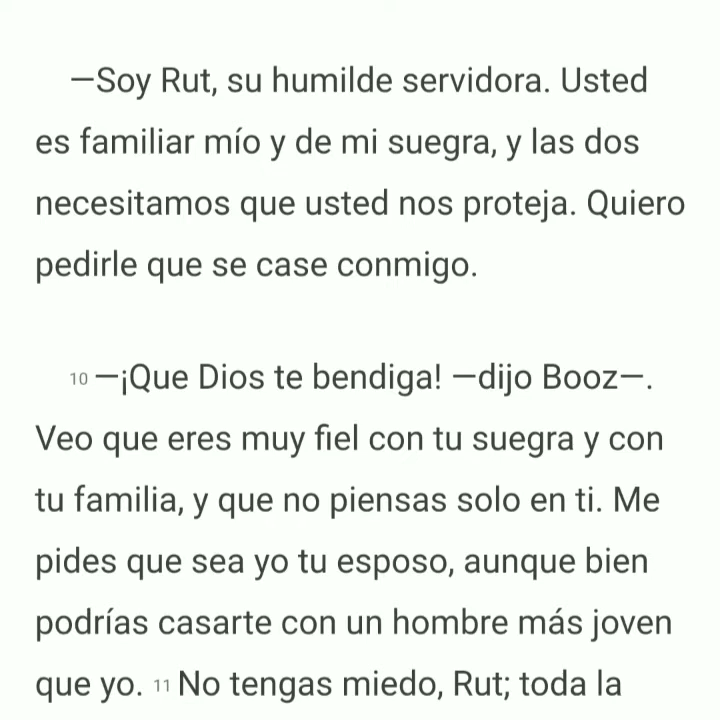 —Soy Rut, su humilde servidora. Usted
es familiar mío y de mi suegra, y las dos
necesitamos que usted nos proteja. Quiero
pedirle que se case conmigo.
10 —¡Que Dios te bendiga! —dijo Booz—.
Veo que eres muy fiel con tu suegra y con
tu familia, y que no piensas solo en ti. Me
pides que sea yo tu esposo, aunque bien
podrías casarte con un hombre más joven
que yo. 11 No tengas miedo, Rut; toda la